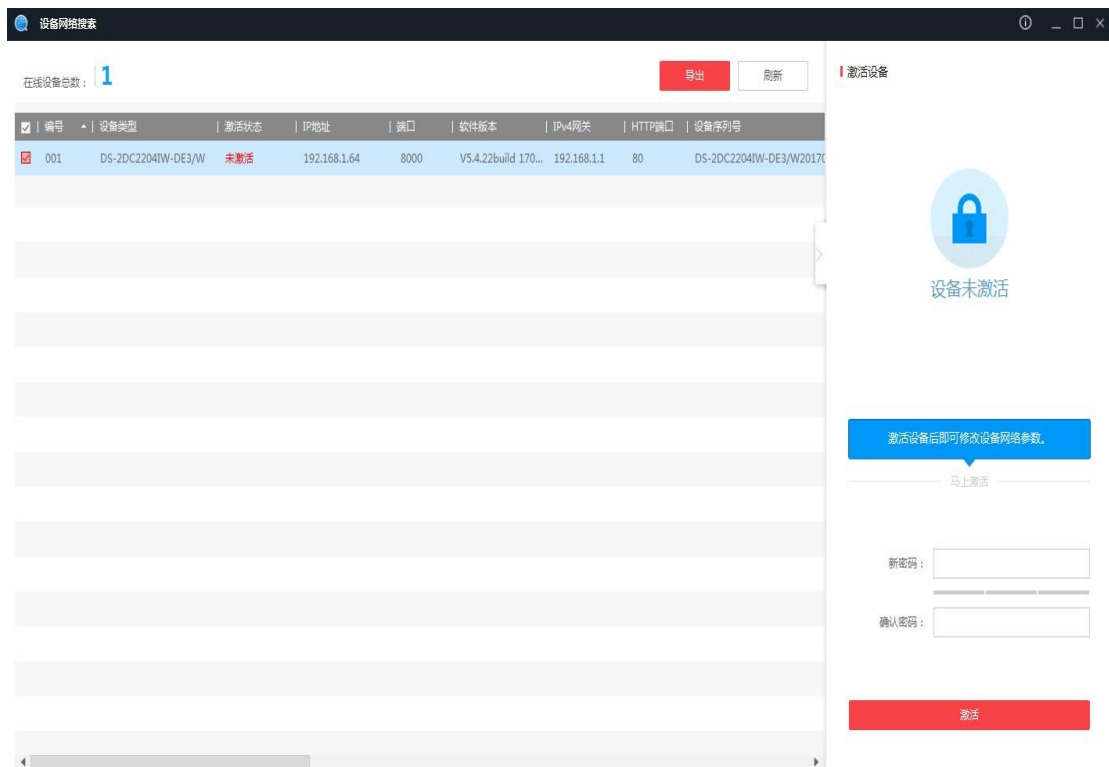 设备网络搜索
在线设备总数： 1
导出 刷新
编号 设备类型 激活状态 IP地址 端口 软件版本 IPv4网关 HTTP端口 设备序列号
001 DS-2DC2204IW-DE3/W 未激活 192.168.1.64 8000 V5.4.22build 170... 192.168.1.1 80 DS-2DC2204IW-DE3/W2017
激活设备
设备未激活
激活设备后即可修改设备网络参数。
马上激活
新密码：
确认密码：
激活